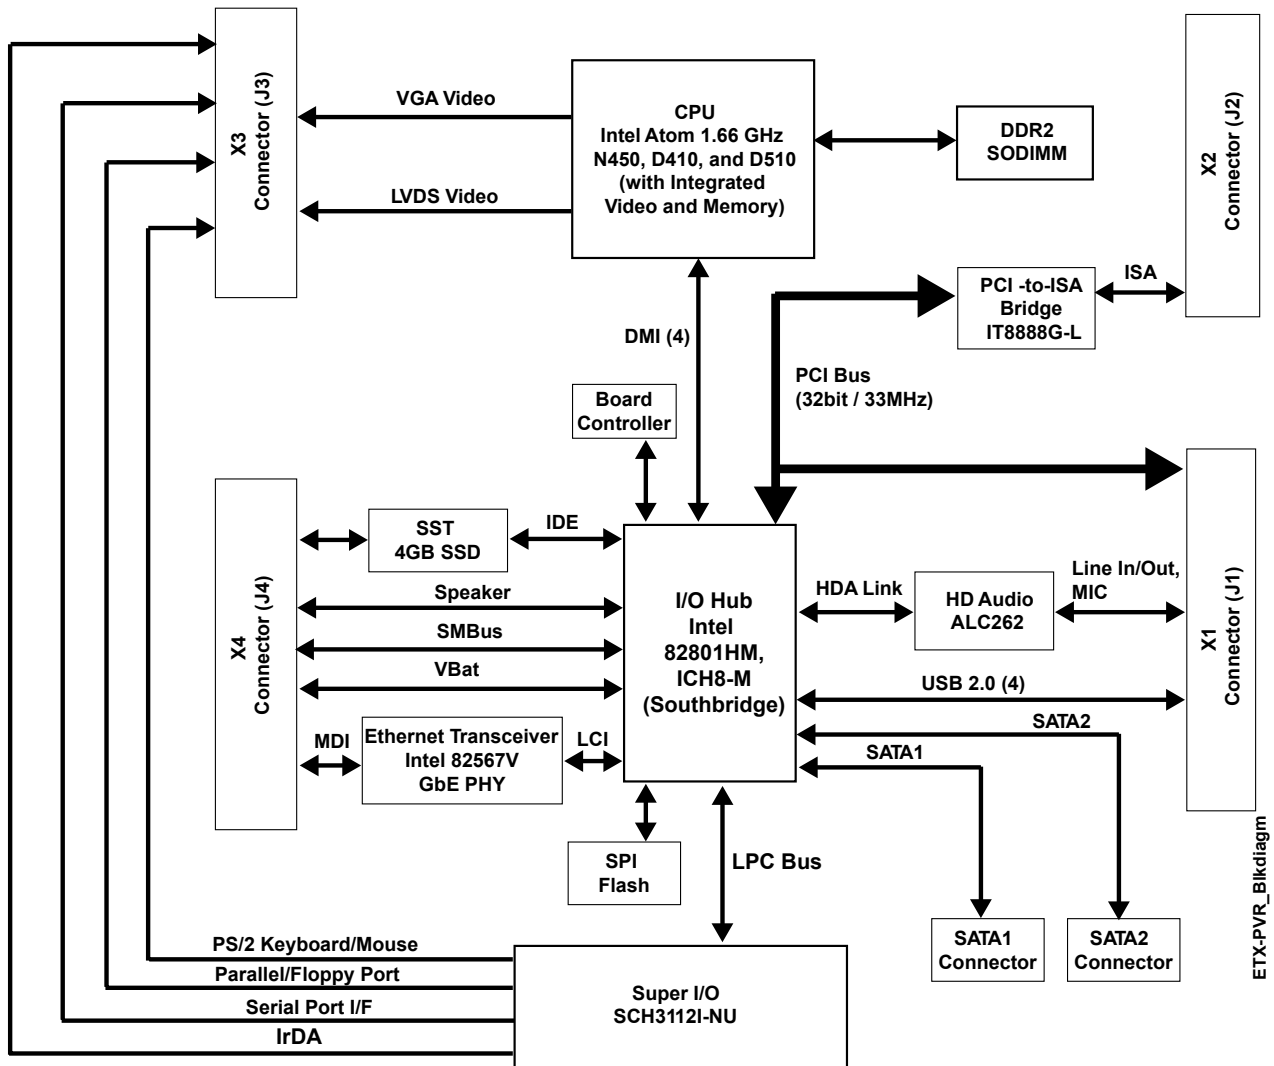 X3
Connector (J3)
VGA Video
LVDS Video
CPU
Intel Atom 1.66 GHz
N450, D410, and D510
(with Integrated
Video and Memory)
DDR2
SODIMM
X2
Connector (J2)
PCI -to-ISA
Bridge
IT8888G-L
ISA
DMI (4)
PCI Bus
(32bit / 33MHz)
Board
Controller
X4
Connector (J4)
SST
4GB SSD
IDE
Speaker
SMBus
VBat
MDI
Ethernet Transceiver
Intel 82567V
GbE PHY
LCI
I/O Hub
Intel
82801HM,
ICH8-M
(Southbridge)
HDA Link
HD Audio
ALC262
Line In/Out,
MIC
X1
Connector (J1)
USB 2.0 (4)
SATA2
SATA1
SPI
Flash
LPC Bus
SATA1
Connector
SATA2
Connector
ETX-PVR_Blkdiagm
PS/2 Keyboard/Mouse
Parallel/Floppy Port
Serial Port I/F
IrDA
Super I/O
SCH3112I-NU